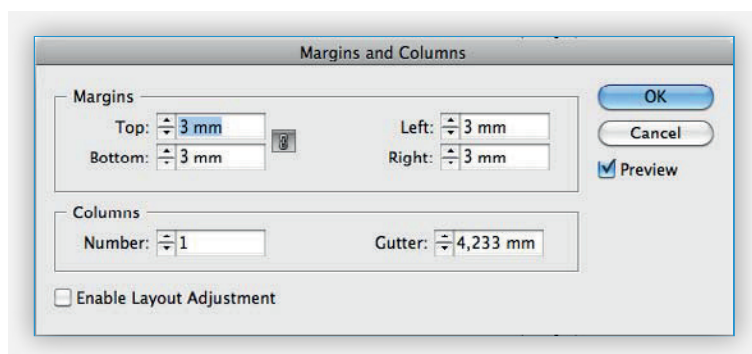 Margins and Columns
Margins
Top: 3 mm
Left: 3 mm
Bottom: 3 mm
Right: 3 mm
OK
Cancel
Preview
Columns
Number: 1
Gutter: 4,233 mm
Enable Layout Adjustment